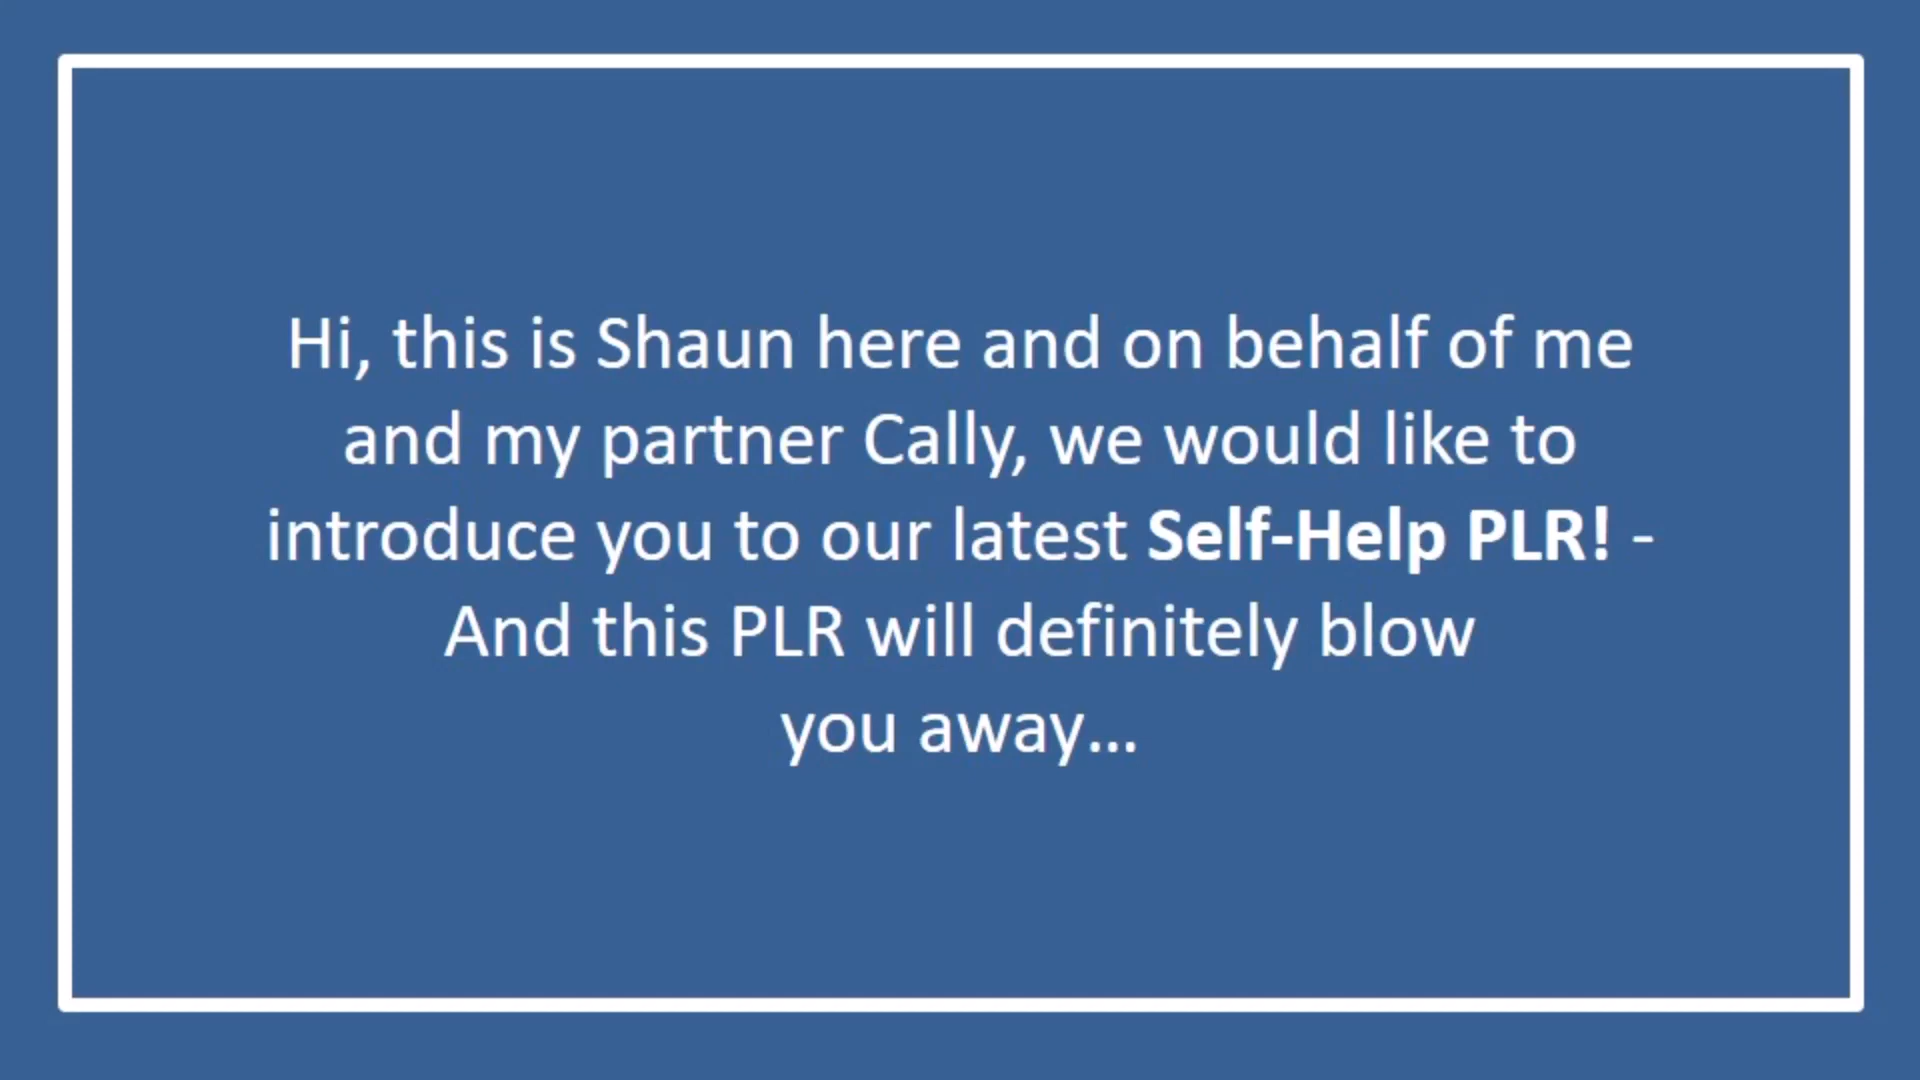 Hi, this is Shaun here and on behalf of me
and my partner Cally, we would like to
introduce you to our latest Self-Help PLR! -
And this PLR will definitely blow
you away...